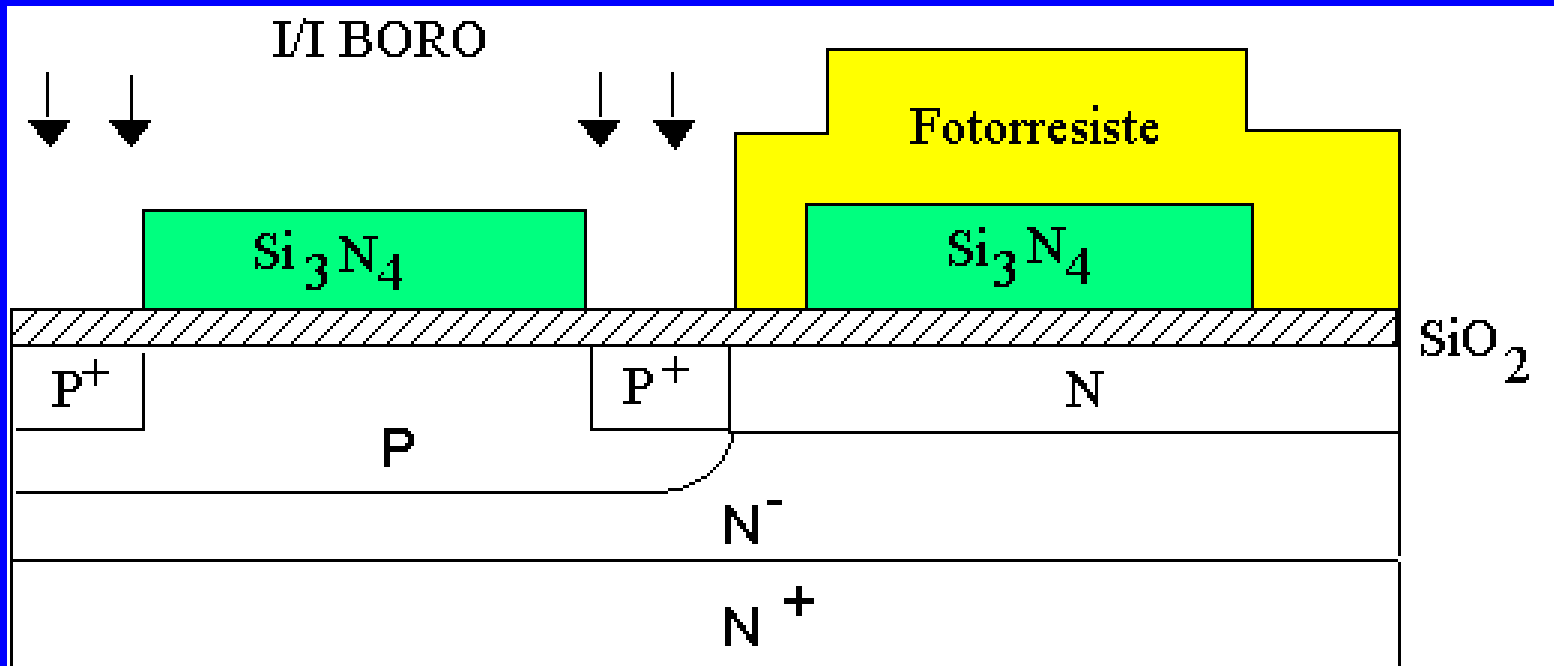 I/I BORO
Fotorresiste
Si₃N₄
Si₃N₄
SiO₂
P⁺
P⁺
N
P
N⁻
N⁺